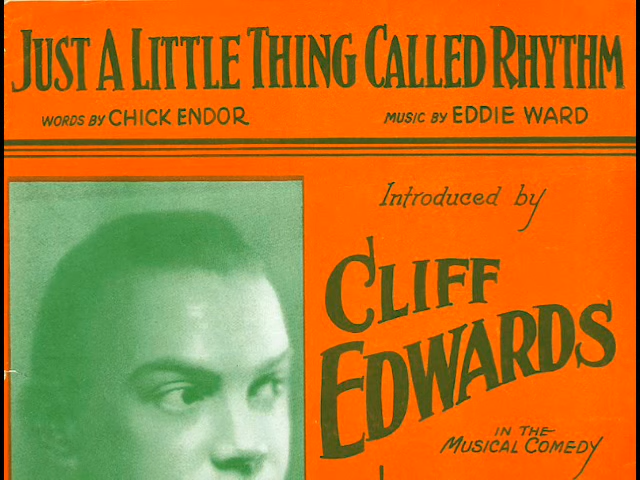 JUST A LITTLE THING CALLED RHYTHM
WORDS BY CHICK ENDOR MUSIC BY EDDIE WARD
Introduced by
CLIFF
EDWARDS
IN THE
MUSICAL COMEDY